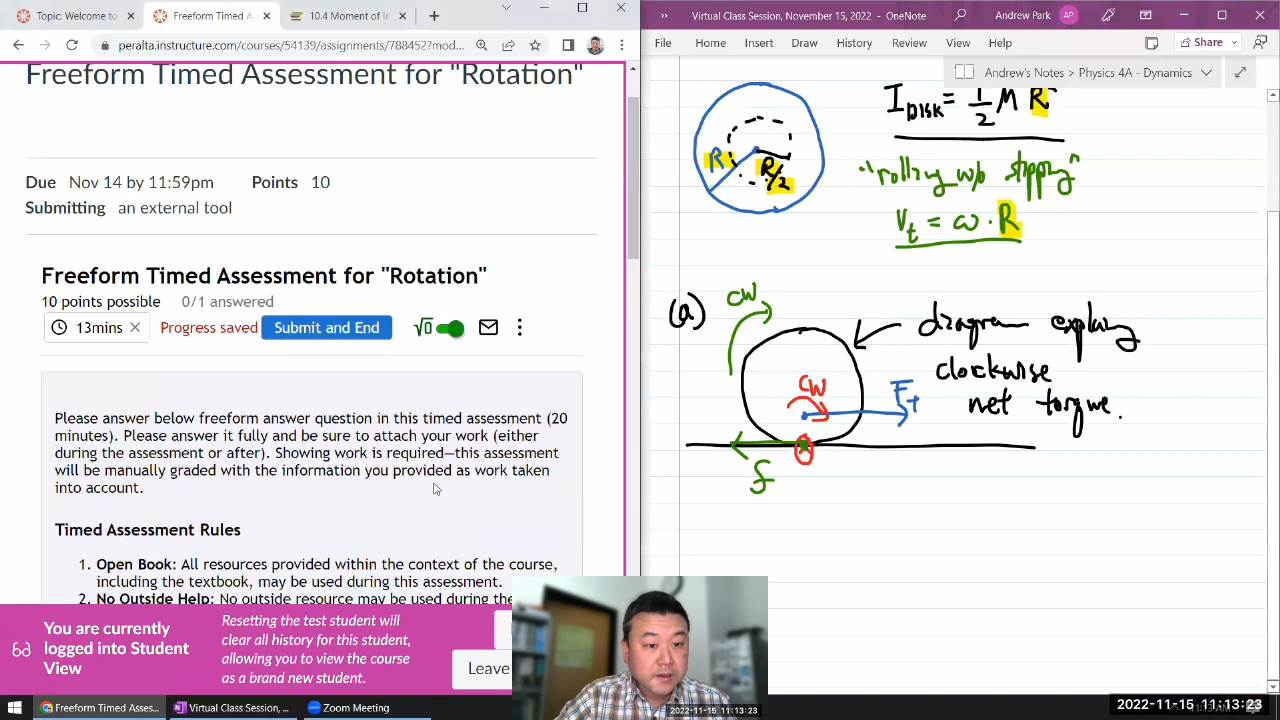 Topic Welcome to
Freeform Timed Asses
10.4 Moment of in
peralta.instructure.com/courses/54139/assignments/788452?mod...
Freeform Timed Assessment for "Rotation"
Due Nov 14 by 11:59pm Points 10
Submitting an external tool
Freeform Timed Assessment for "Rotation"
10 points possible 0/1 answered
13mins × Progress saved Submit and End √0
Please answer below freeform answer question in this timed assessment (20
minutes). Please answer it fully and be sure to attach your work (either
during the assessment or after). Showing work is required—this assessment
will be manually graded with the information you provided as work taken
into account.
Timed Assessment Rules
1. Open Book: All resources provided within the context of the course,
including the textbook, may be used during this assessment.
2. No Outside Help: No outside resource may be used during the
You are currently
logged into Student
View
Resetting the test student will
clear all history for this student,
allowing you to view the course
as a brand new student.
Leave
Freeform Timed Asses...
Virtual Class Session, ...
Zoom Meeting
Virtual Class Session, November 15, 2022 - OneNote
Andrew Park AP
File Home Insert Draw History Review View Help Share
Andrew's Notes > Physics 4A - Dynamics
R
R/2
I_DISK = 1/2 M R²
"rolling w/o slipping"
V_t = ω · R
(a)
CW
CW
F_T
f
diagram explaing
clockwise
net torque.
2022-11-15 11:13:23
2022-11-15 11:13:23